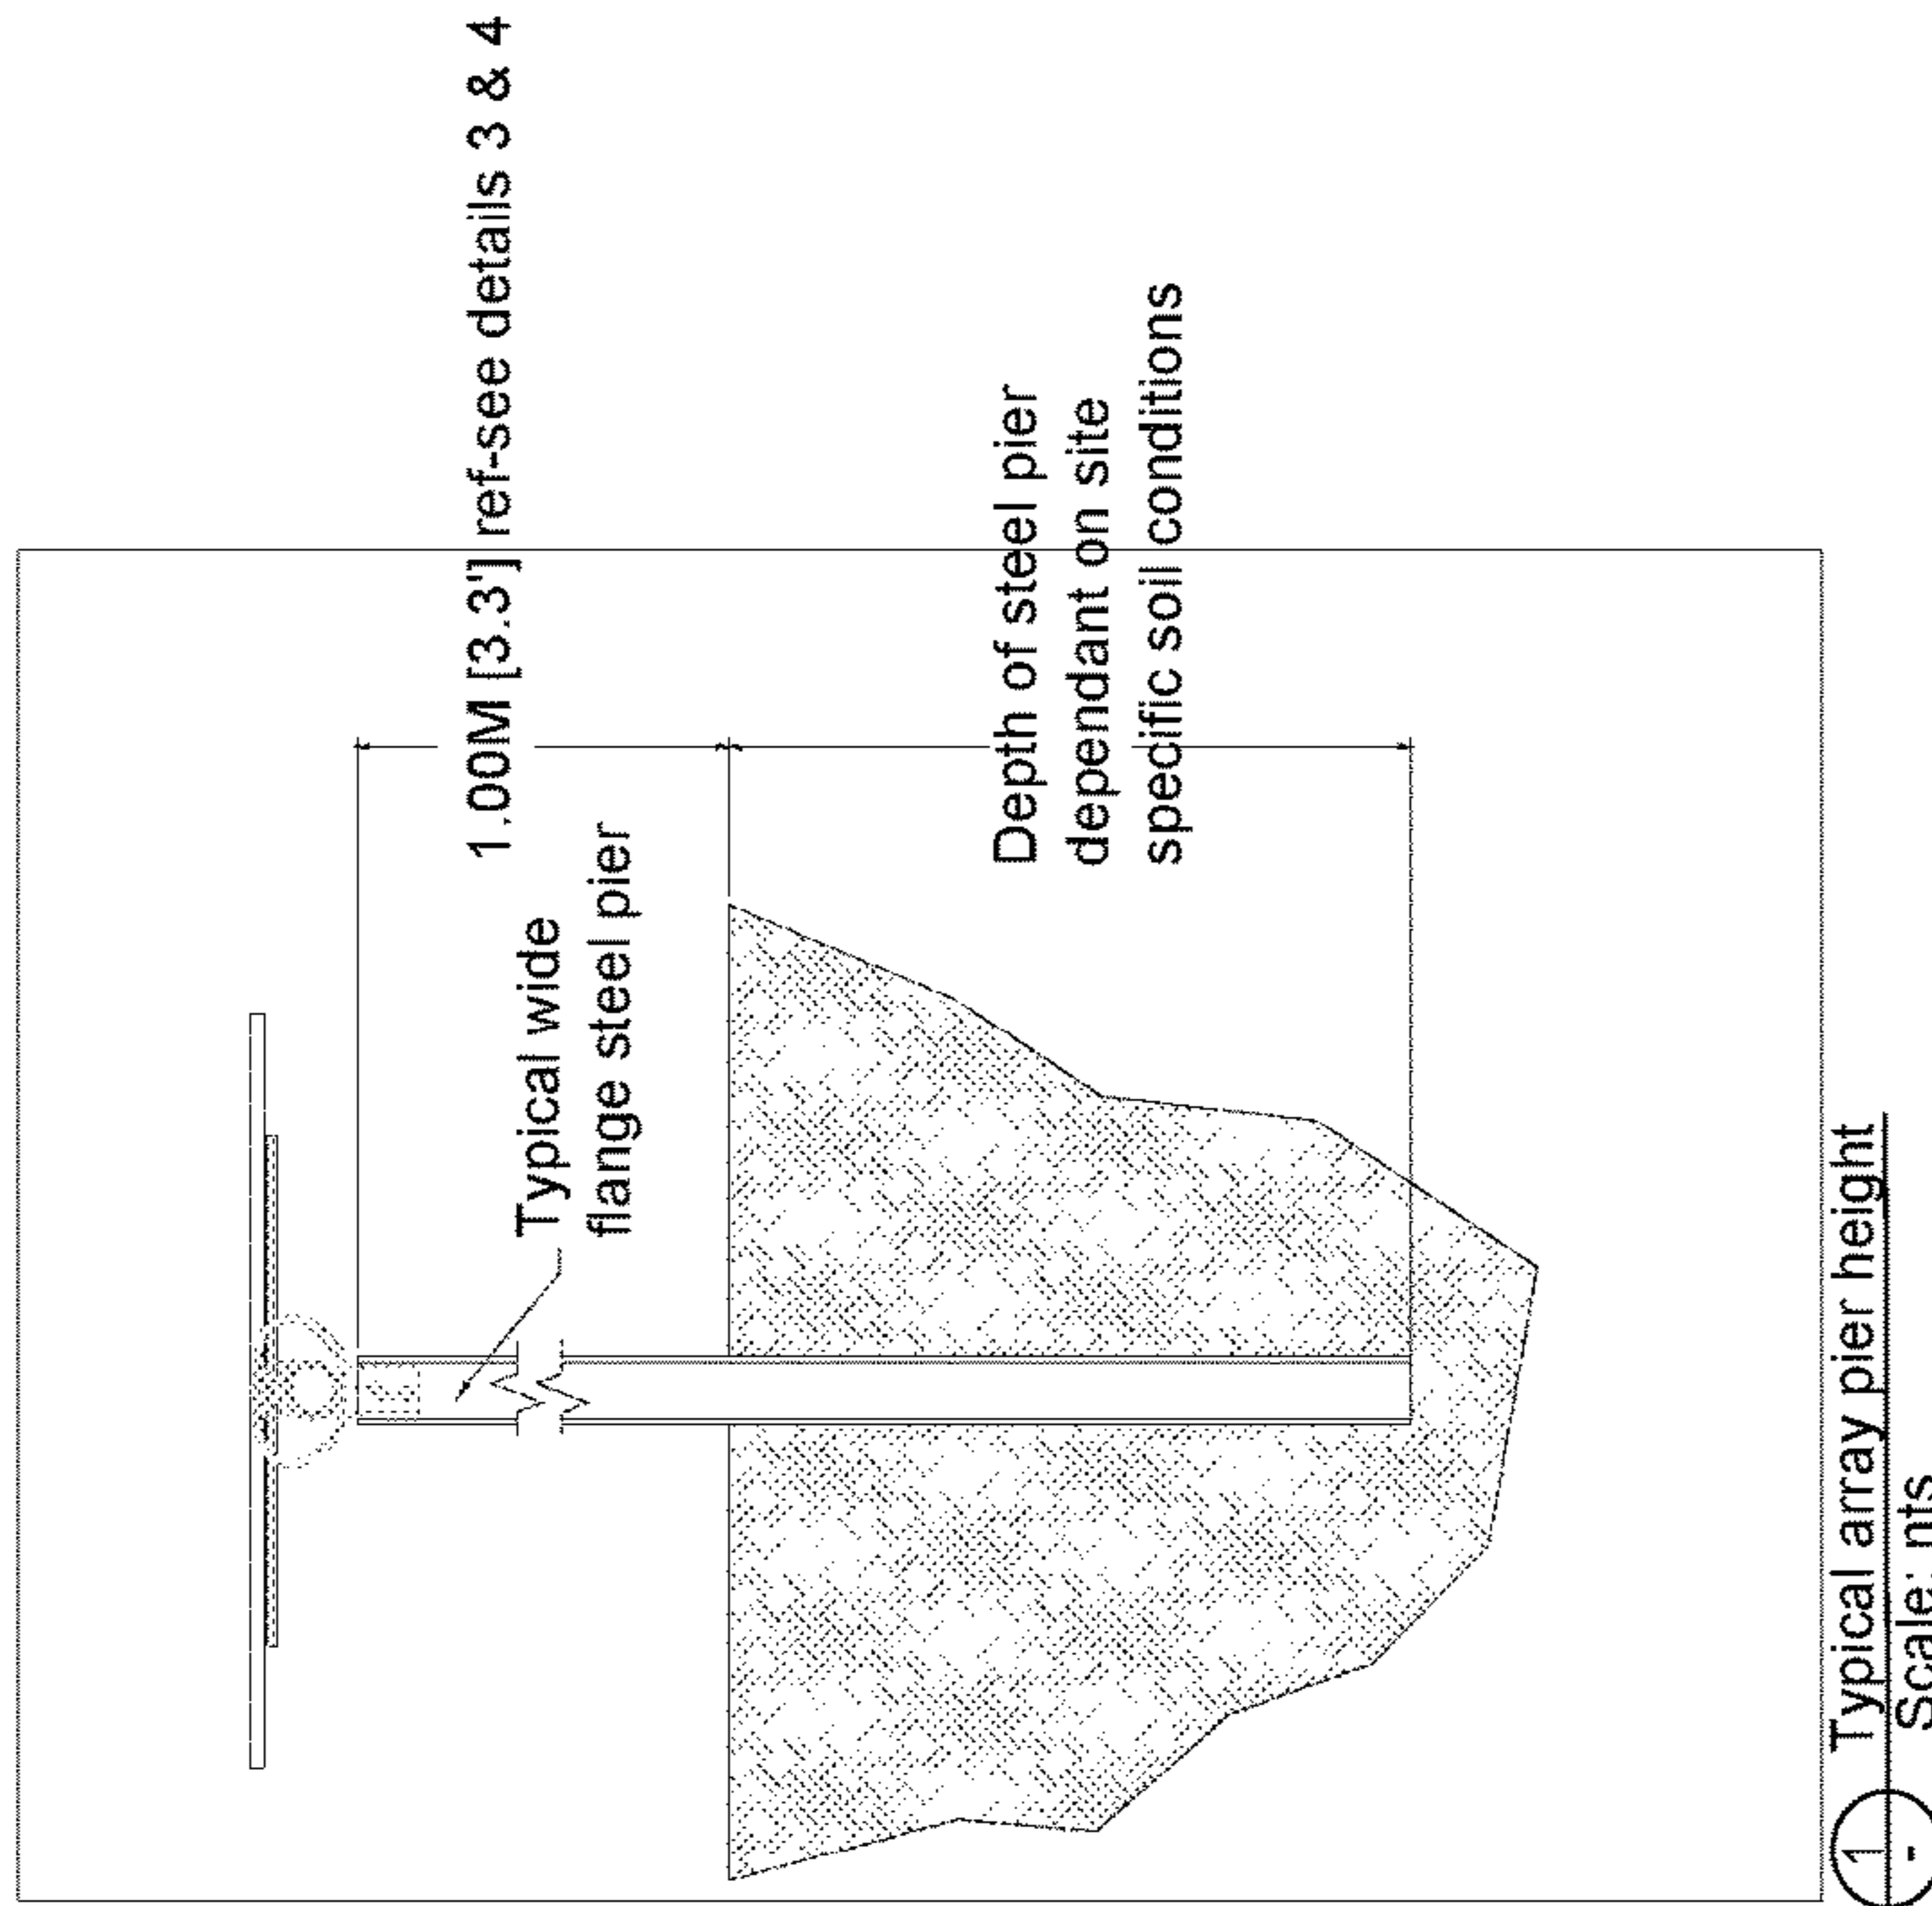 1.00M [3.3'] ref-see details 3 & 4
Typical wide
flange steel pier
Depth of steel pier
dependant on site
specific soil conditions
1
-
Typical array pier height
Scale: nts